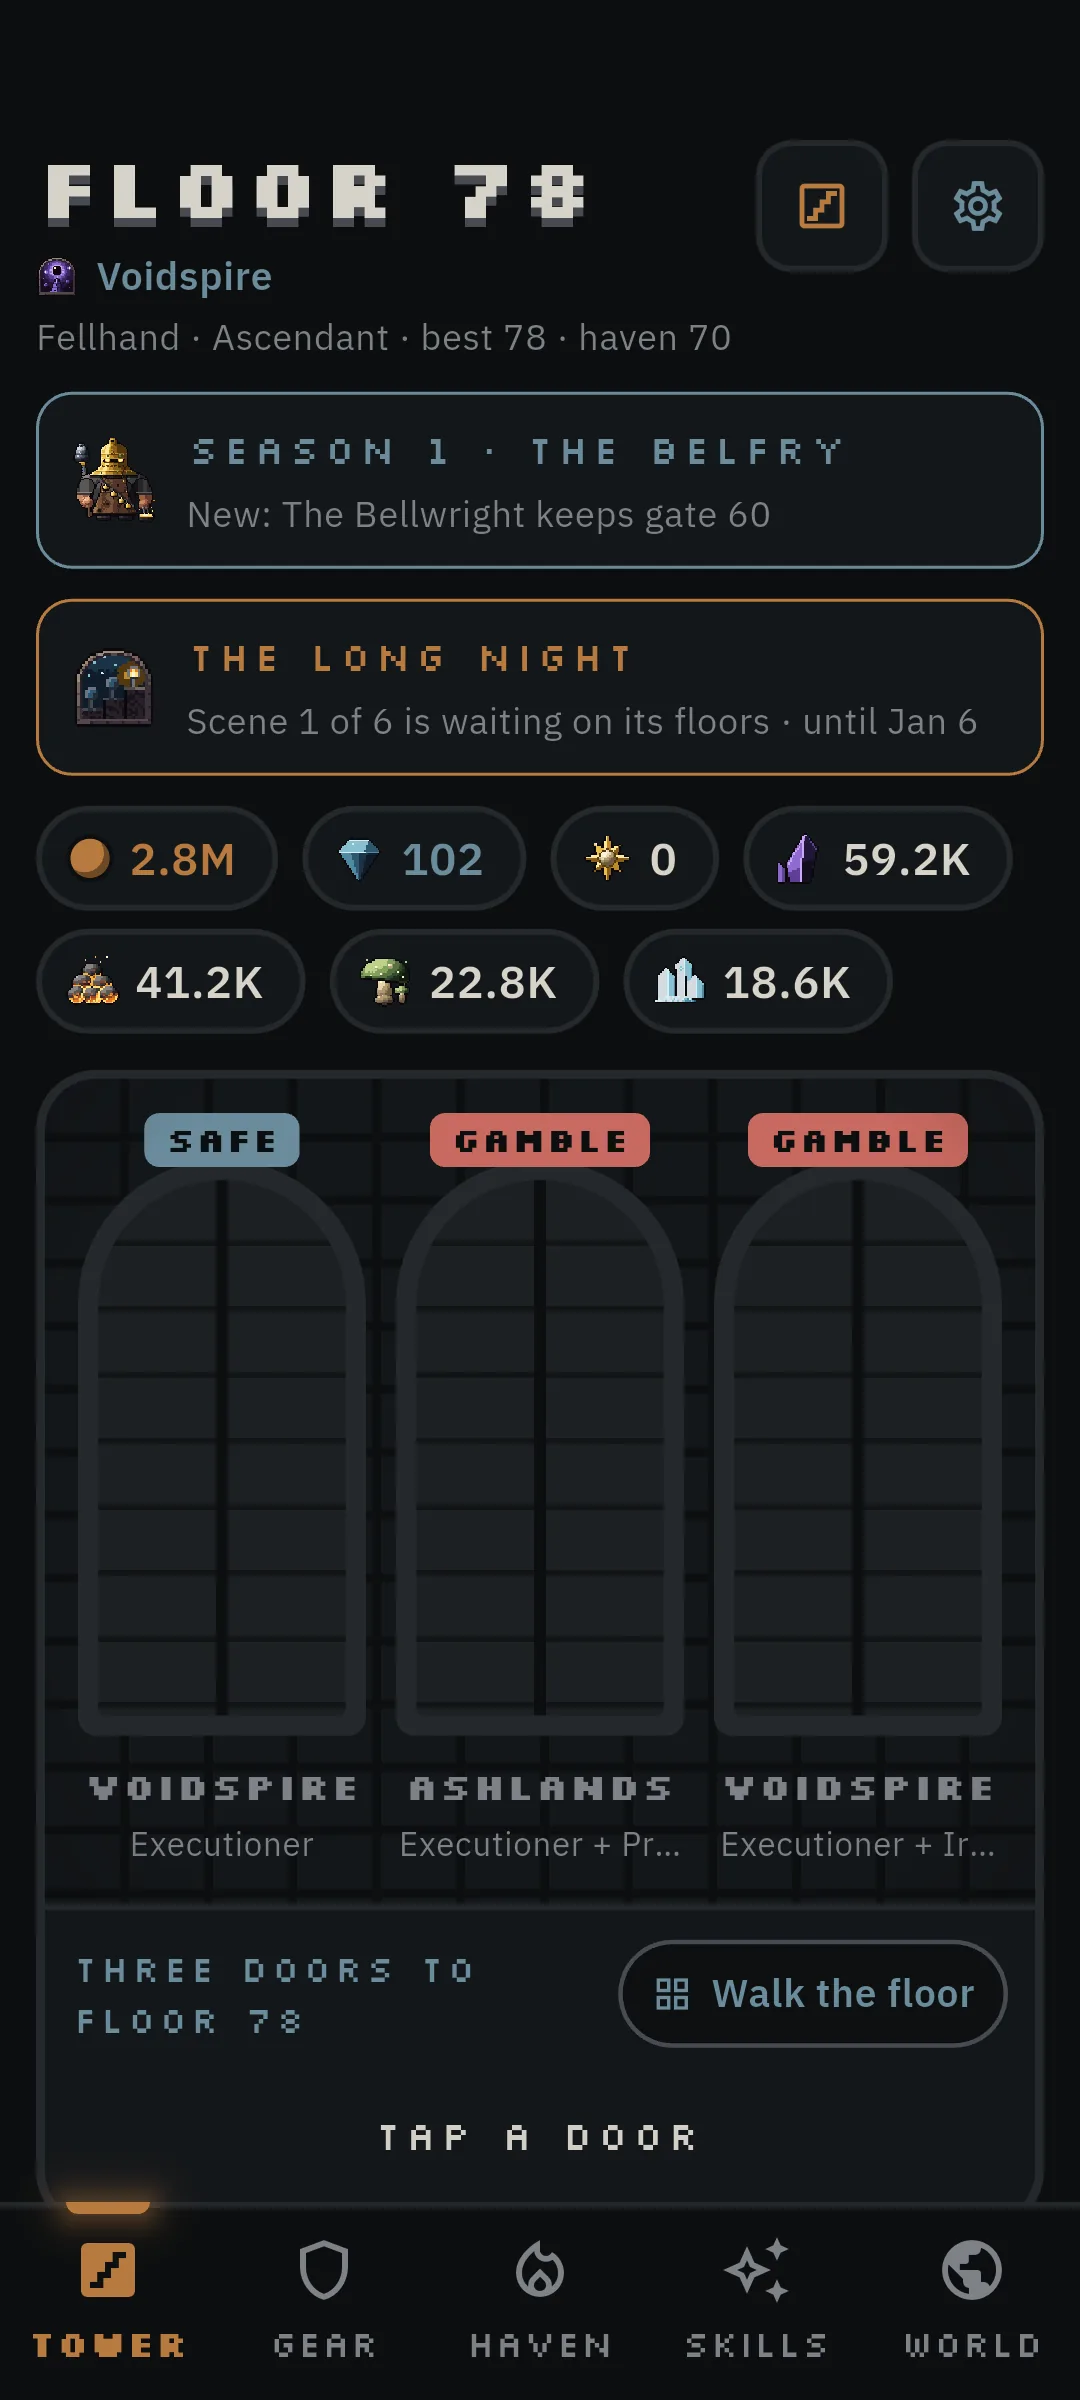 FLOOR 78
Voidspire
Fellhand · Ascendant · best 78 · haven 70
SEASON 1 · THE BELFRY
New: The Bellwright keeps gate 60
THE LONG NIGHT
Scene 1 of 6 is waiting on its floors · until Jan 6
2.8M 102 0 59.2K
41.2K 22.8K 18.6K
SAFE GAMBLE GAMBLE
VOIDSPIRE ASHLANDS VOIDSPIRE
Executioner Executioner + Pr... Executioner + Ir...
THREE DOORS TO
FLOOR 78
Walk the floor
TAP A DOOR
TOWER GEAR HAVEN SKILLS WORLD